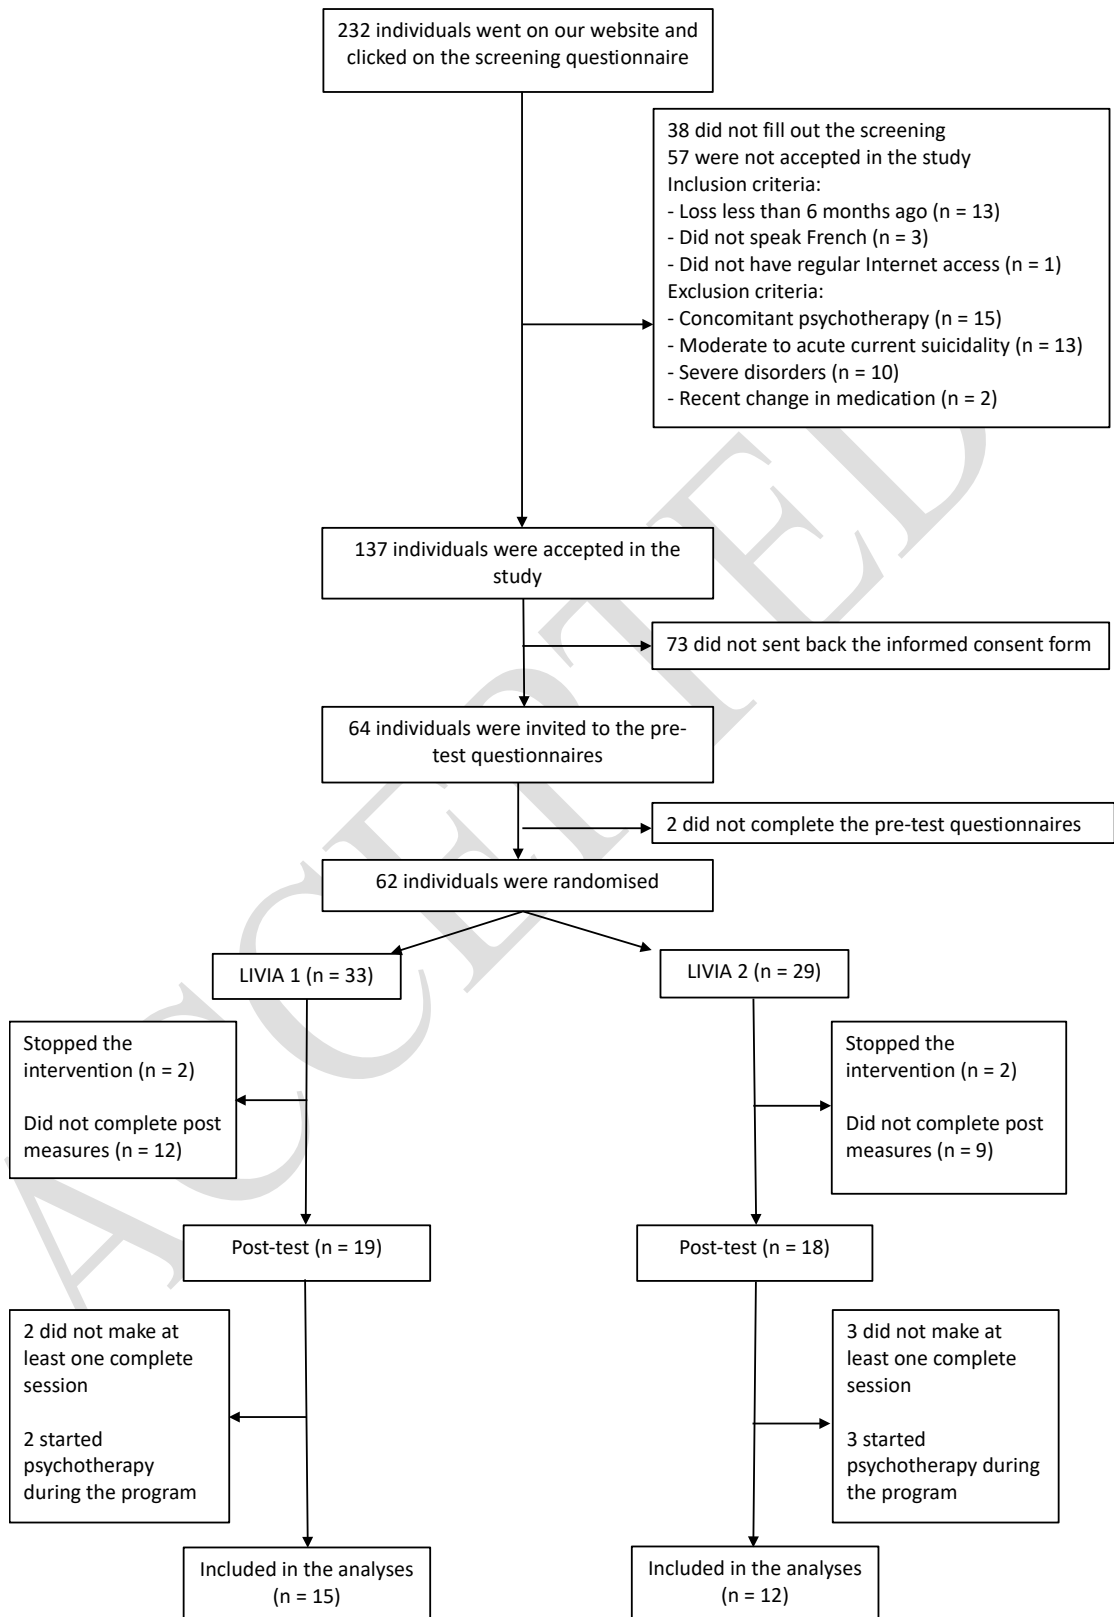 232 individuals went on our website and
clicked on the screening questionnaire
38 did not fill out the screening
57 were not accepted in the study
Inclusion criteria:
- Loss less than 6 months ago (n = 13)
- Did not speak French (n = 3)
- Did not have regular Internet access (n = 1)
Exclusion criteria:
- Concomitant psychotherapy (n = 15)
- Moderate to acute current suicidality (n = 13)
- Severe disorders (n = 10)
- Recent change in medication (n = 2)
137 individuals were accepted in the
study
73 did not sent back the informed consent form
64 individuals were invited to the pre-
test questionnaires
2 did not complete the pre-test questionnaires
62 individuals were randomised
LIVIA 1 (n = 33)
LIVIA 2 (n = 29)
Stopped the
intervention (n = 2)
Did not complete post
measures (n = 12)
Stopped the
intervention (n = 2)
Did not complete post
measures (n = 9)
Post-test (n = 19)
Post-test (n = 18)
2 did not make at
least one complete
session
2 started
psychotherapy
during the program
3 did not make at
least one complete
session
3 started
psychotherapy during
the program
Included in the analyses
(n = 15)
Included in the analyses
(n = 12)
ACCEPTED